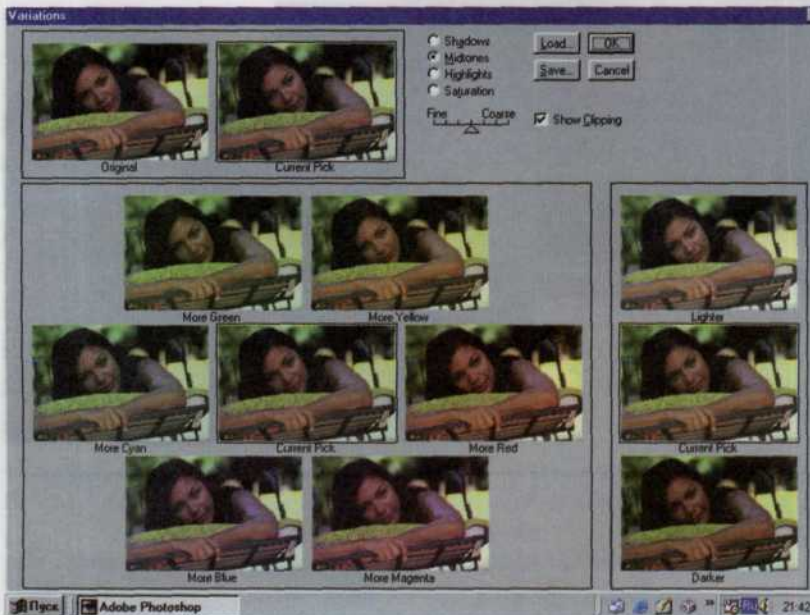 Variations
Original
Current Pick
Shadows
Midtones
Highlights
Saturation
Fine Coarse
Load...
OK
Save...
Cancel
Show Clipping
More Green
More Yellow
Lighter
More Cyan
Current Pick
More Red
Current Pick
More Blue
More Magenta
Darker
Пуск
Adobe Photoshop